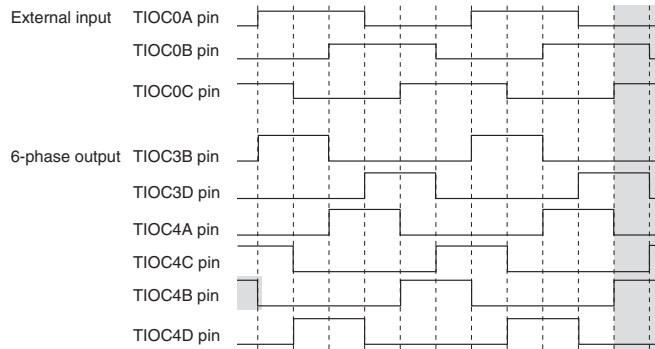 External input TIOC0A pin
TIOC0B pin
TIOC0C pin
6-phase output TIOC3B pin
TIOC3D pin
TIOC4A pin
TIOC4C pin
TIOC4B pin
TIOC4D pin